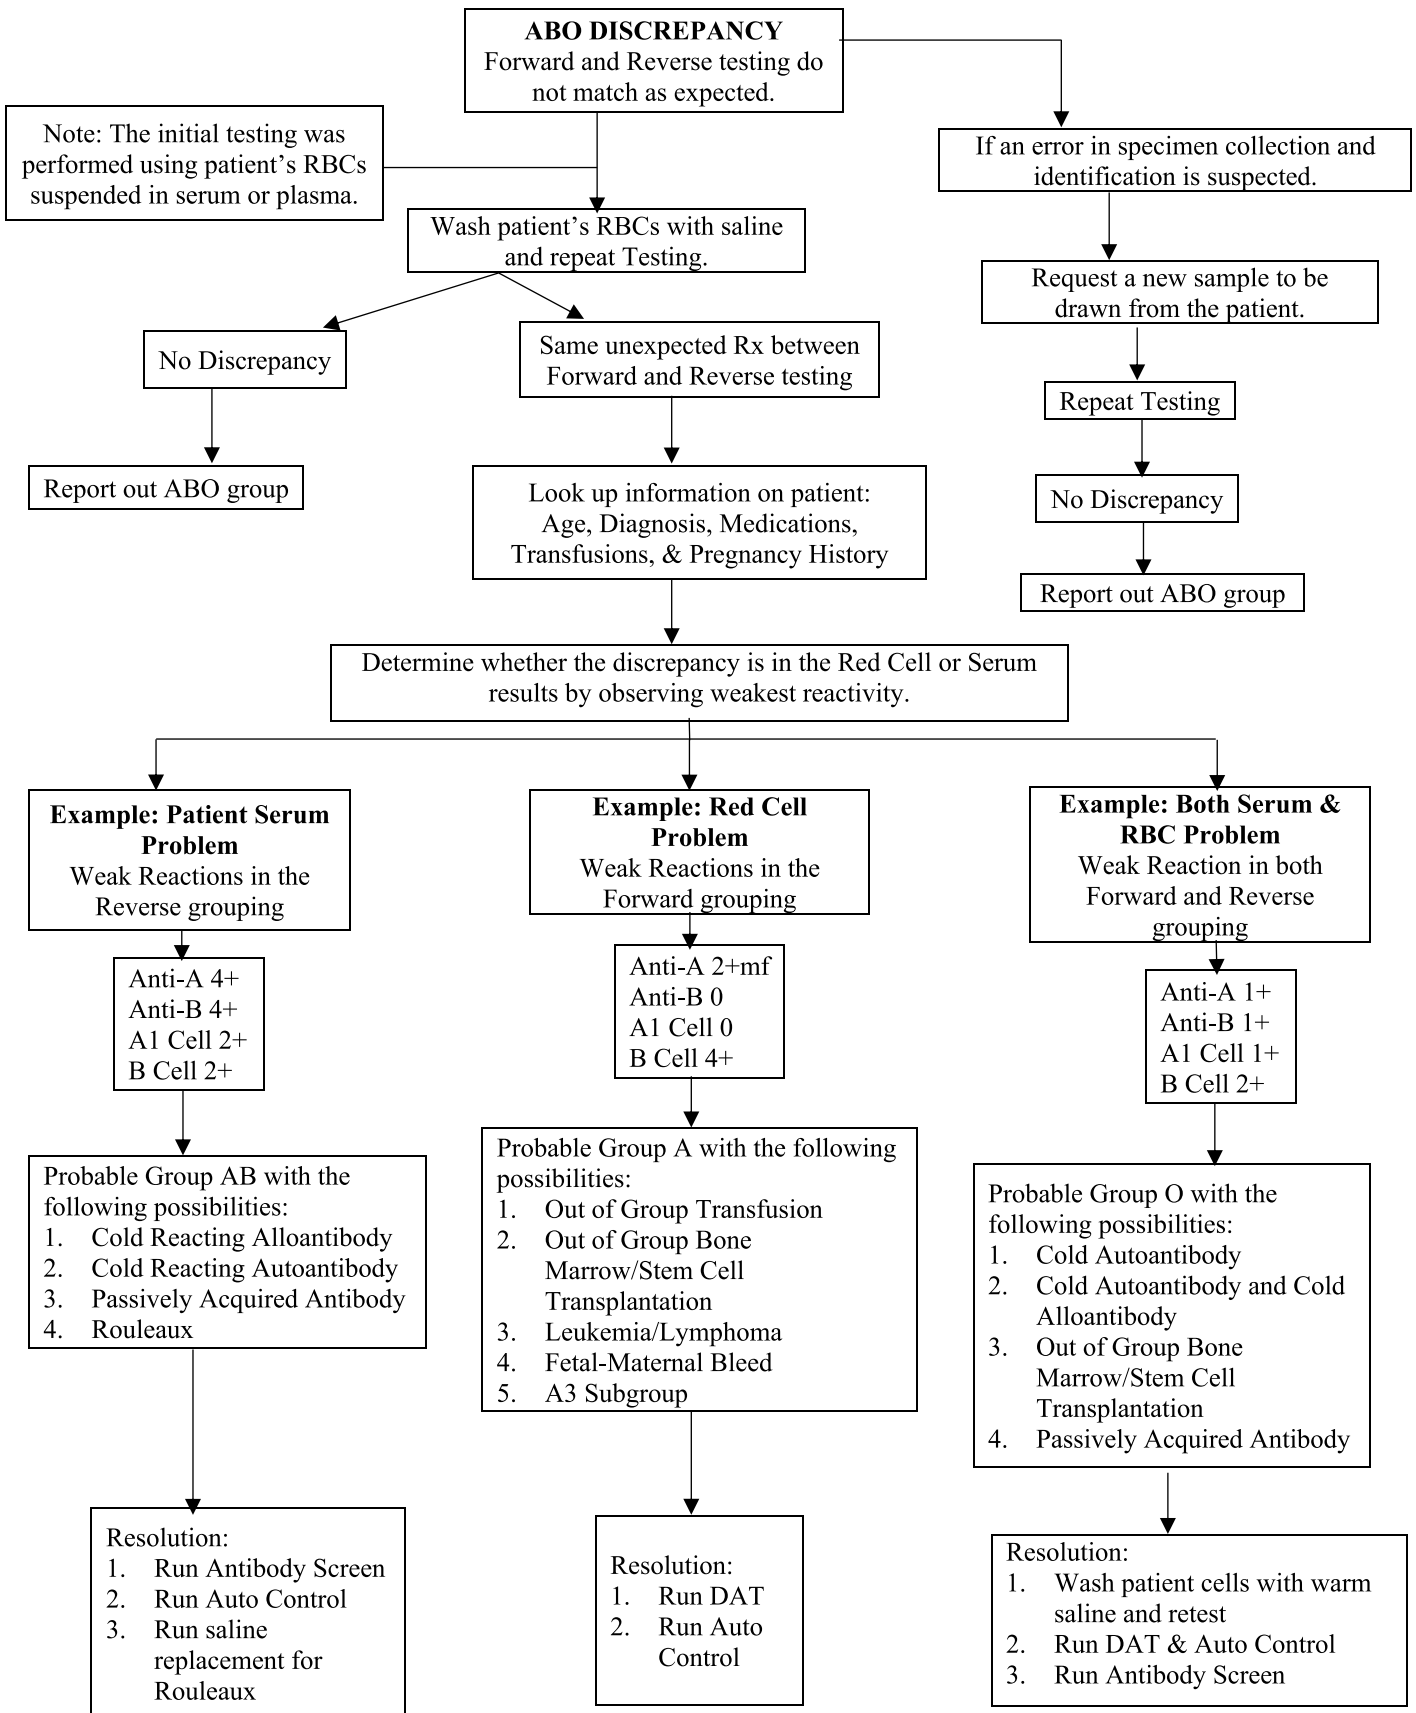 ABO DISCREPANCY
Forward and Reverse testing do
not match as expected.
Note: The initial testing was
performed using patient’s RBCs
suspended in serum or plasma.
If an error in specimen collection and
identification is suspected.
Wash patient’s RBCs with saline
and repeat Testing.
Request a new sample to be
drawn from the patient.
No Discrepancy
Same unexpected Rx between
Forward and Reverse testing
Repeat Testing
Report out ABO group
Look up information on patient:
Age, Diagnosis, Medications,
Transfusions, & Pregnancy History
No Discrepancy
Report out ABO group
Determine whether the discrepancy is in the Red Cell or Serum
results by observing weakest reactivity.
Example: Patient Serum
Problem
Weak Reactions in the
Reverse grouping
Anti-A 4+
Anti-B 4+
A1 Cell 2+
B Cell 2+
Probable Group AB with the
following possibilities:
1. Cold Reacting Alloantibody
2. Cold Reacting Autoantibody
3. Passively Acquired Antibody
4. Rouleaux
Resolution:
1. Run Antibody Screen
2. Run Auto Control
3. Run saline
replacement for
Rouleaux
Example: Red Cell
Problem
Weak Reactions in the
Forward grouping
Anti-A 2+mf
Anti-B 0
A1 Cell 0
B Cell 4+
Probable Group A with the following
possibilities:
1. Out of Group Transfusion
2. Out of Group Bone
Marrow/Stem Cell
Transplantation
3. Leukemia/Lymphoma
4. Fetal-Maternal Bleed
5. A3 Subgroup
Resolution:
1. Run DAT
2. Run Auto
Control
Example: Both Serum &
RBC Problem
Weak Reaction in both
Forward and Reverse
grouping
Anti-A 1+
Anti-B 1+
A1 Cell 1+
B Cell 2+
Probable Group O with the
following possibilities:
1. Cold Autoantibody
2. Cold Autoantibody and Cold
Alloantibody
3. Out of Group Bone
Marrow/Stem Cell
Transplantation
4. Passively Acquired Antibody
Resolution:
1. Wash patient cells with warm
saline and retest
2. Run DAT & Auto Control
3. Run Antibody Screen